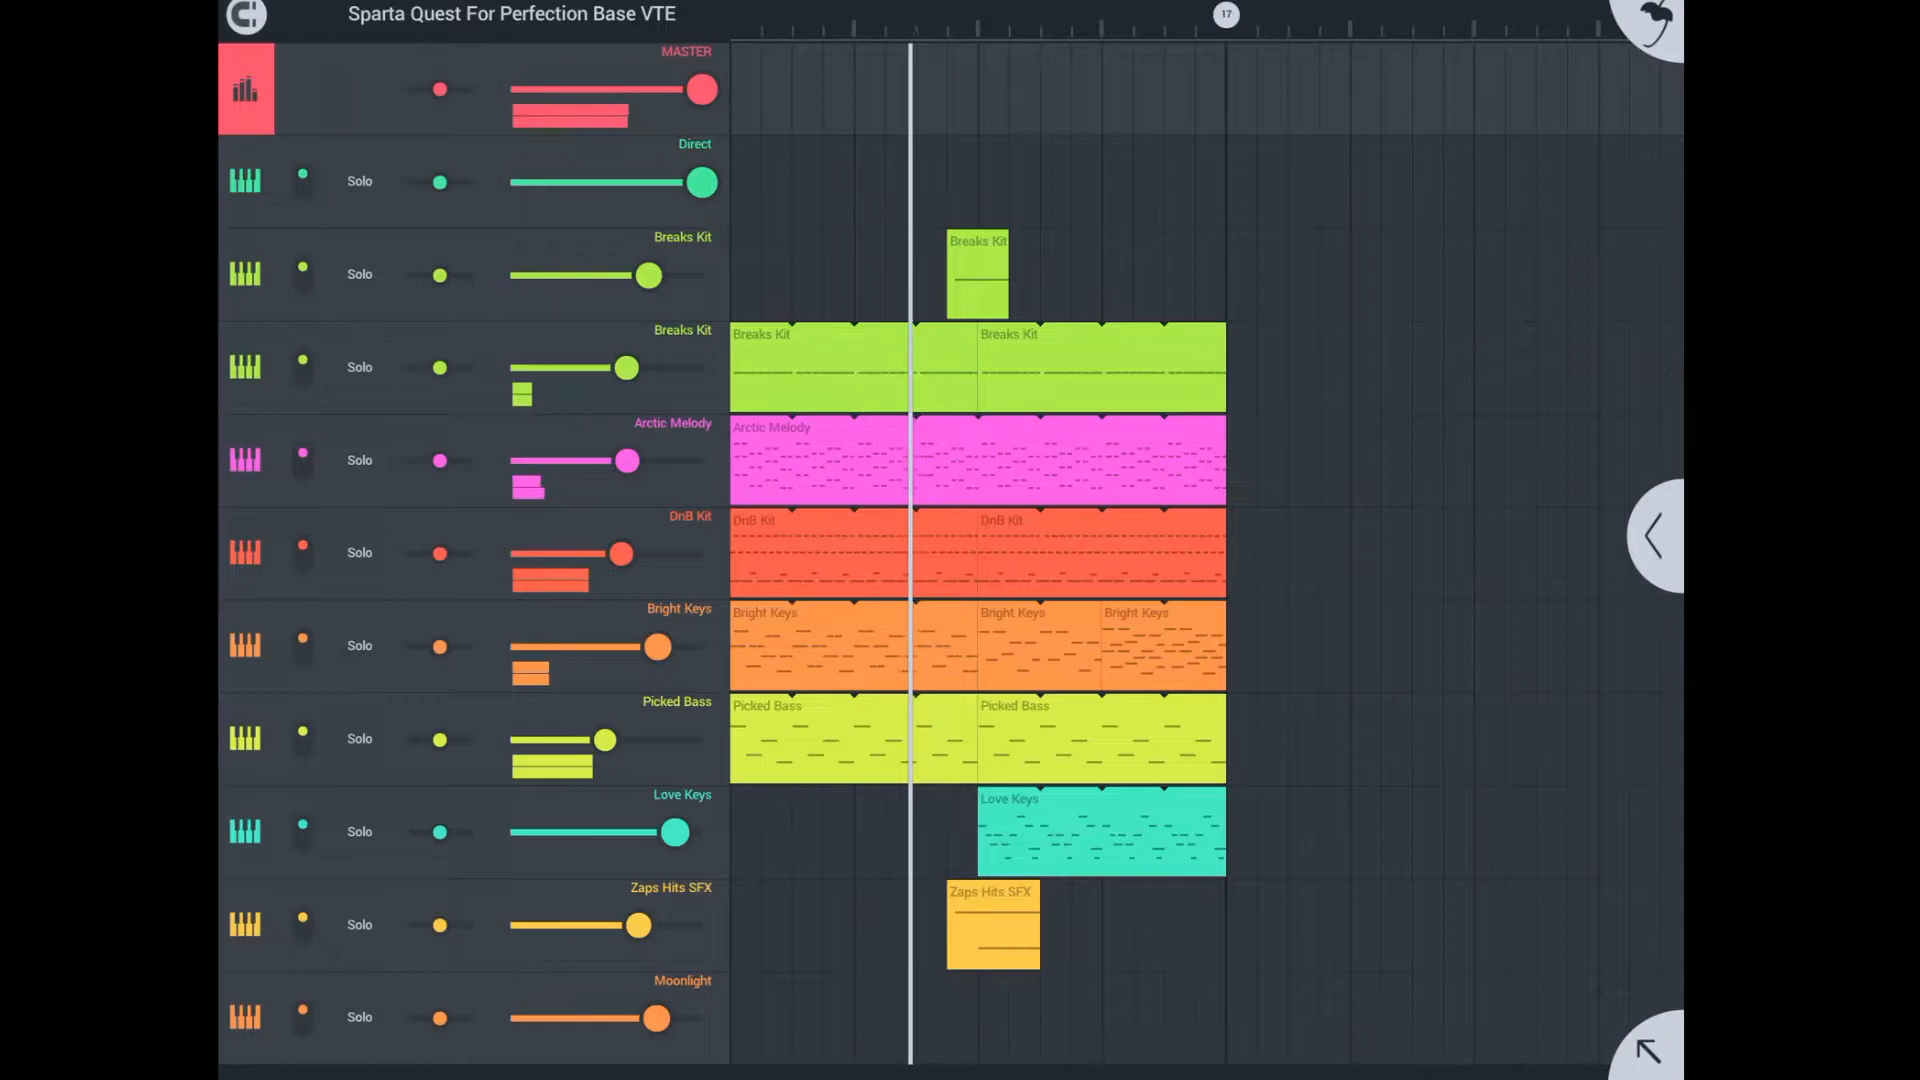 Sparta Quest For Perfection Base VTE
17
MASTER
Direct
Solo
Breaks Kit
Solo
Breaks Kit
Breaks Kit
Solo
Breaks Kit
Breaks Kit
Arctic Melody
Solo
Arctic Melody
DnB Kit
Solo
DnB Kit
DnB Kit
Bright Keys
Solo
Bright Keys
Bright Keys
Bright Keys
Picked Bass
Solo
Picked Bass
Picked Bass
Love Keys
Solo
Love Keys
Zaps Hits SFX
Solo
Zaps Hits SFX
Moonlight
Solo